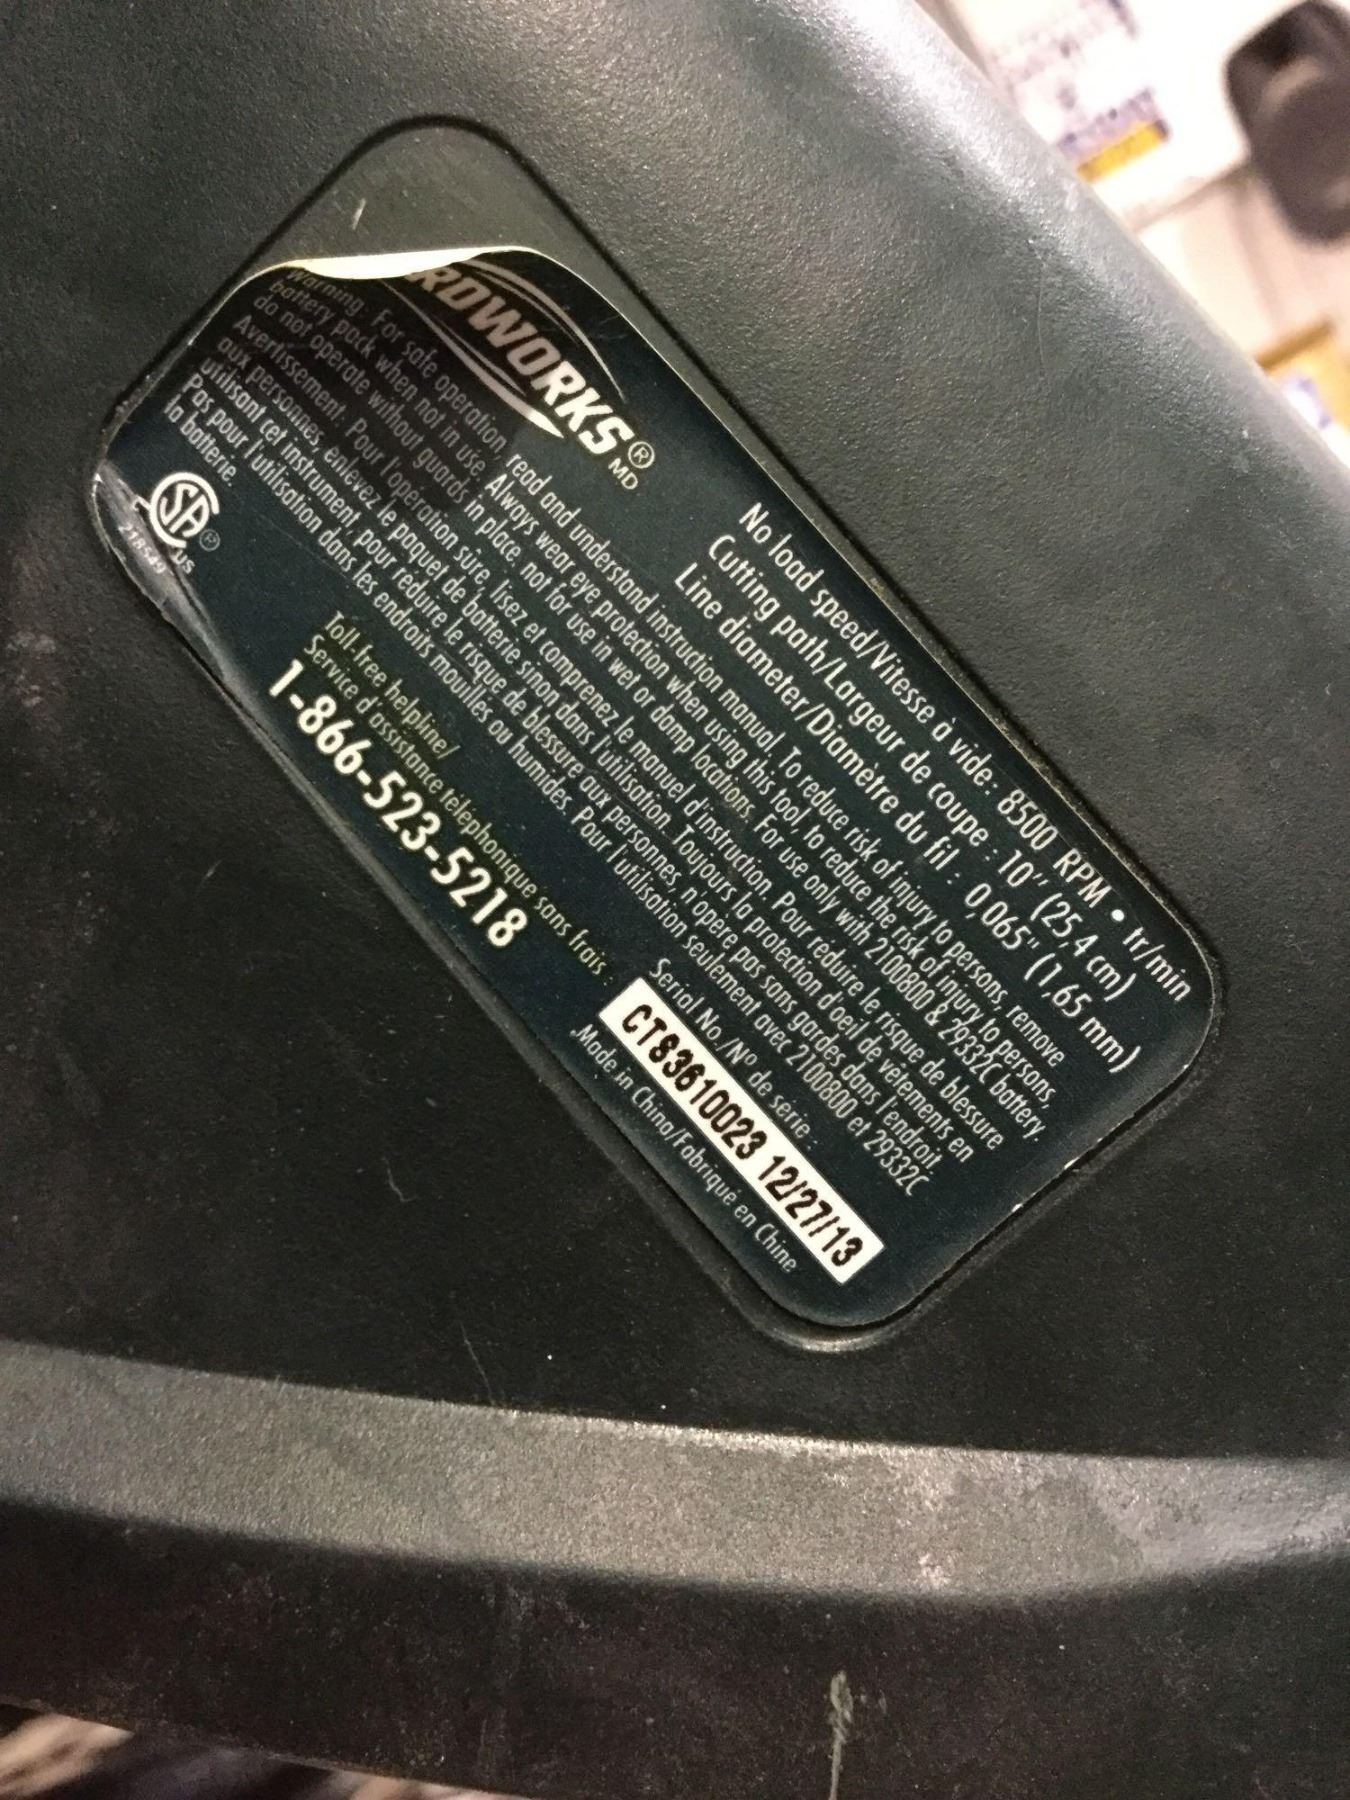 RDWORKS®
MD
No load speed/Vitesse à vide: 8500 RPM • tr/min
Cutting path/Largeur de coupe : 10" (25,4 cm)
Line diameter/Diamètre du fil : 0,065" (1,65 mm)
Warning: For safe operation, read and understand instruction manual. To reduce risk of injury to persons, remove
battery pack when not in use. Always wear eye protection when using this tool, to reduce the risk of injury to persons,
do not operate without guards in place. not for use in wet or damp locations. For use only with 2100800 & 29332C battery.
Avertissement. Pour l'opération sûre, lisez et comprenez le manuel d'instruction. Pour réduire le risque de blessure
aux personnes, enlevez le paquet de batterie sinon dans l'utilisation. Toujours la protection d'oeil de vêtements en
utilisant cet instrument, pour réduire le risque de blessure aux personnes, n'opère pas sans gardes dans l'endroit.
Pas pour l'utilisation dans les endroits mouillés ou humides. Pour l'utilisation seulement avec 2100800 et 29332C
la batterie.
SA ®
US
Toll free helpline/
Service d'assistance téléphonique sans frais :
1-866-523-5218
Serial No./Nº de série :
CTS3610023 12/27/13
Made in China/Fabriqué en Chine